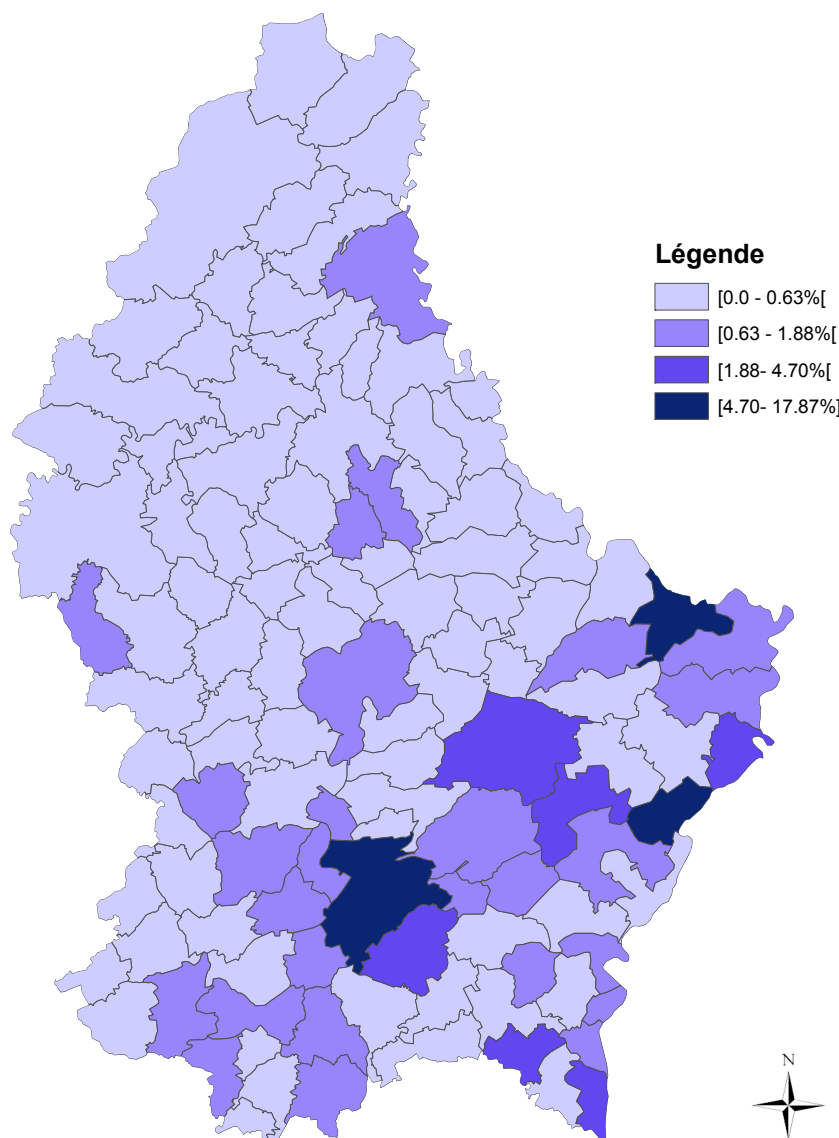 Légende
[0.0 - 0.63%[
[0.63 - 1.88%[
[1.88- 4.70%[
[4.70- 17.87%]
N